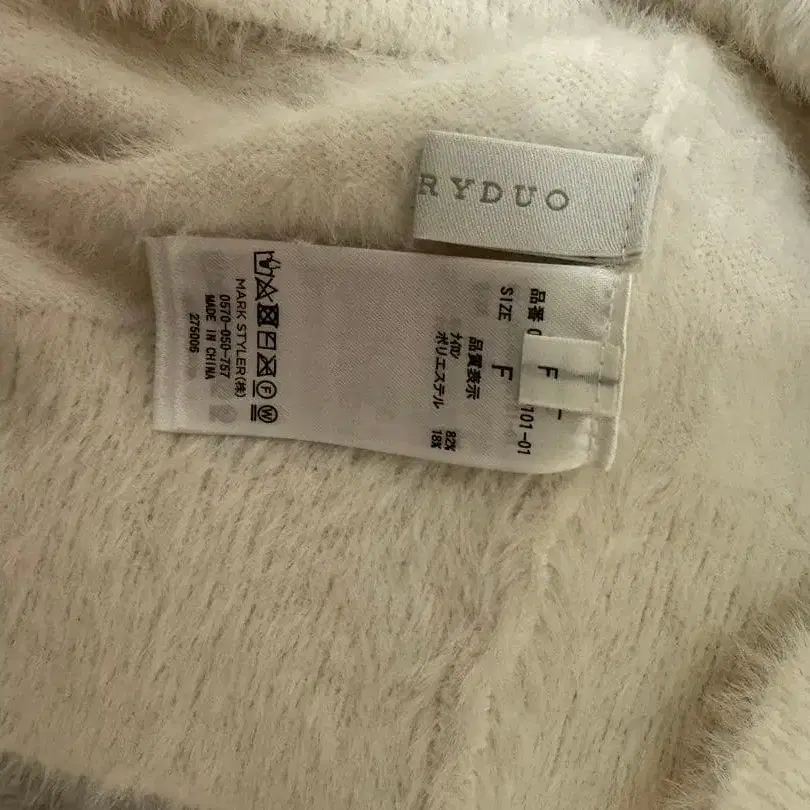 RYDUO
品番 0
101-01
SIZE F
F
品質表示
ナイロン 82%
ポリエステル 18%
MARK STYLER(株)
0570-050-757
MADE IN CHINA
275006